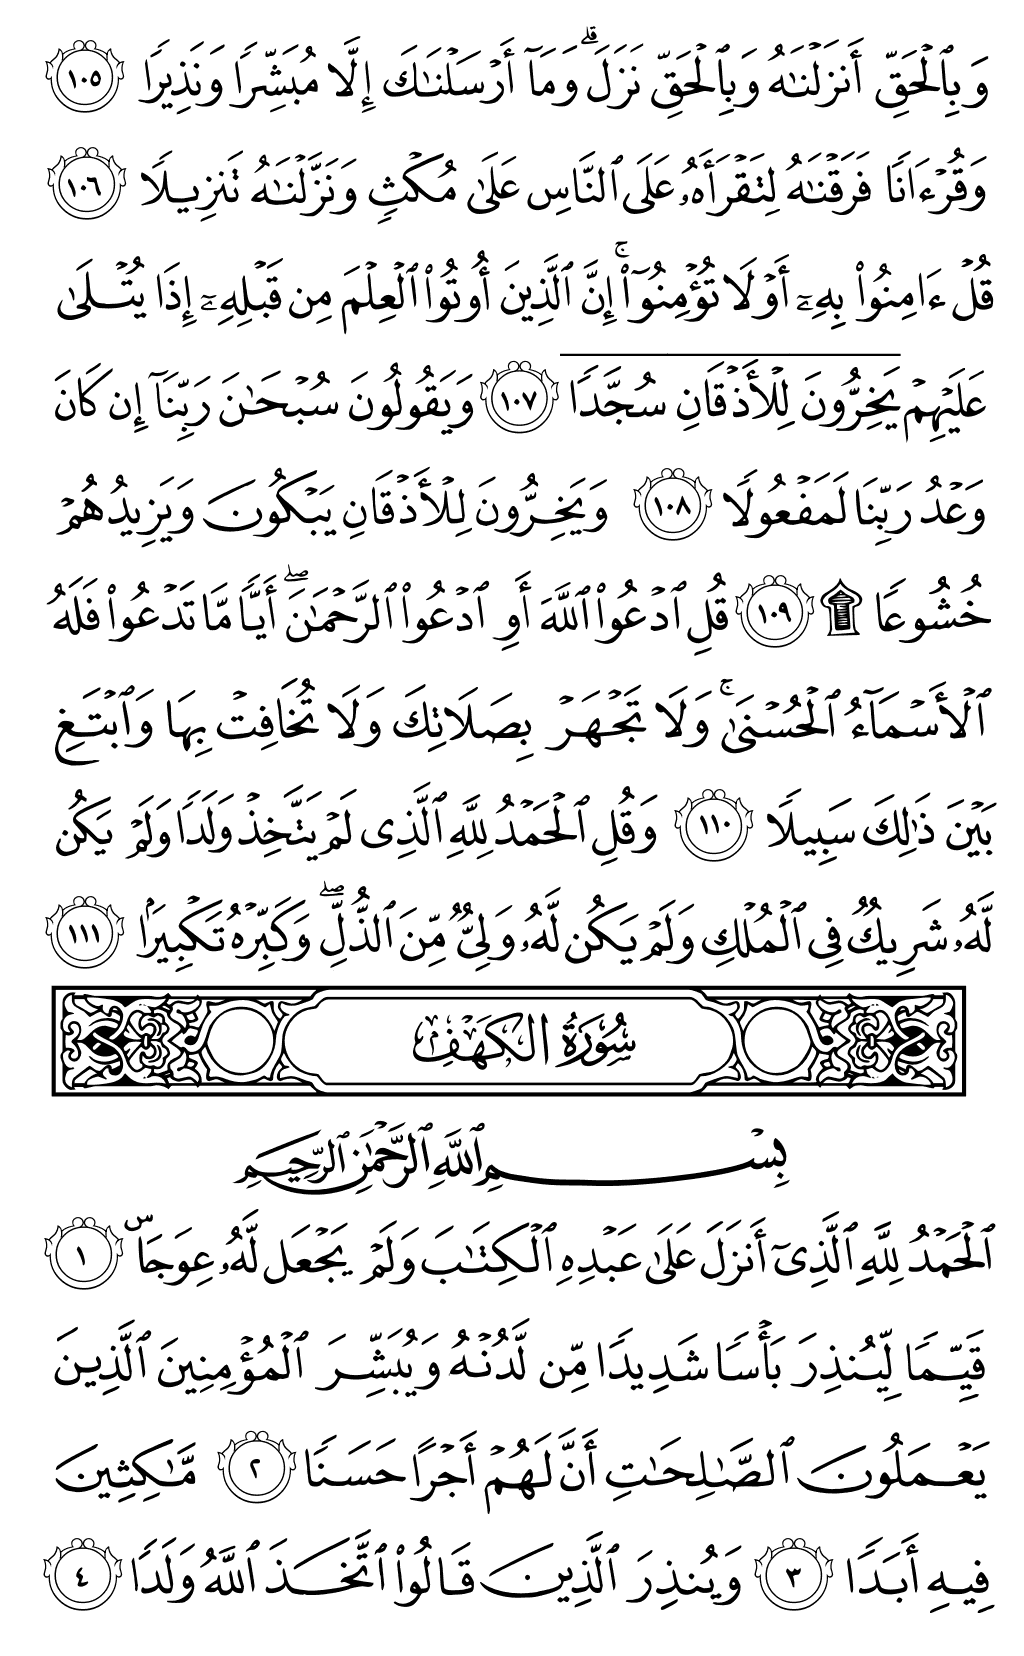 وَبِٱلْحَقِّ أَنزَلْنَـٰهُ وَبِٱلْحَقِّ نَزَلَ ۗ وَمَآ أَرْسَلْنَـٰكَ إِلَّا مُبَشِّرًا وَنَذِيرًا ١٠٥
وَقُرْءَانًا فَرَقْنَـٰهُ لِتَقْرَأَهُۥ عَلَى ٱلنَّاسِ عَلَىٰ مُكْثٍ وَنَزَّلْنَـٰهُ تَنزِيلًا ١٠٦
قُلْ ءَامِنُوا۟ بِهِۦٓ أَوْ لَا تُؤْمِنُوٓا۟ ۚ إِنَّ ٱلَّذِينَ أُوتُوا۟ ٱلْعِلْمَ مِن قَبْلِهِۦٓ إِذَا يُتْلَىٰ
عَلَيْهِمْ يَخِرُّونَ لِلْأَذْقَانِ سُجَّدًا ١٠٧ وَيَقُولُونَ سُبْحَـٰنَ رَبِّنَآ إِن كَانَ
وَعْدُ رَبِّنَا لَمَفْعُولًا ١٠٨ وَيَخِرُّونَ لِلْأَذْقَانِ يَبْكُونَ وَيَزِيدُهُمْ
خُشُوعًا ۩ ١٠٩ قُلِ ٱدْعُوا۟ ٱللَّهَ أَوِ ٱدْعُوا۟ ٱلرَّحْمَـٰنَ ۖ أَيًّا مَّا تَدْعُوا۟ فَلَهُ
ٱلْأَسْمَآءُ ٱلْحُسْنَىٰ ۚ وَلَا تَجْهَرْ بِصَلَاتِكَ وَلَا تُخَافِتْ بِهَا وَٱبْتَغِ
بَيْنَ ذَٰلِكَ سَبِيلًا ١١٠ وَقُلِ ٱلْحَمْدُ لِلَّهِ ٱلَّذِى لَمْ يَتَّخِذْ وَلَدًا وَلَمْ يَكُن
لَّهُۥ شَرِيكٌ فِى ٱلْمُلْكِ وَلَمْ يَكُن لَّهُۥ وَلِىٌّ مِّنَ ٱلذُّلِّ ۖ وَكَبِّرْهُ تَكْبِيرًۢا ١١١
سُورَةُ الكَهْفِ
بِسْمِ ٱللَّهِ ٱلرَّحْمَـٰنِ ٱلرَّحِيمِ
ٱلْحَمْدُ لِلَّهِ ٱلَّذِىٓ أَنزَلَ عَلَىٰ عَبْدِهِ ٱلْكِتَـٰبَ وَلَمْ يَجْعَل لَّهُۥ عِوَجَاۜ ١
قَيِّمًا لِّيُنذِرَ بَأْسًا شَدِيدًا مِّن لَّدُنْهُ وَيُبَشِّرَ ٱلْمُؤْمِنِينَ ٱلَّذِينَ
يَعْمَلُونَ ٱلصَّـٰلِحَـٰتِ أَنَّ لَهُمْ أَجْرًا حَسَنًا ٢ مَّـٰكِثِينَ
فِيهِ أَبَدًا ٣ وَيُنذِرَ ٱلَّذِينَ قَالُوا۟ ٱتَّخَذَ ٱللَّهُ وَلَدًا ٤